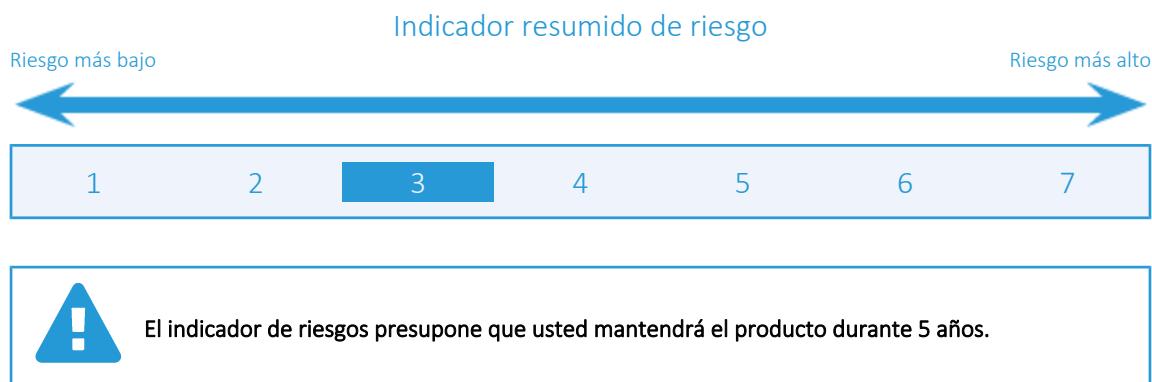 Indicador resumido de riesgo
Riesgo más bajo
Riesgo más alto
1 2 3 4 5 6 7
El indicador de riesgos presupone que usted mantendrá el producto durante 5 años.